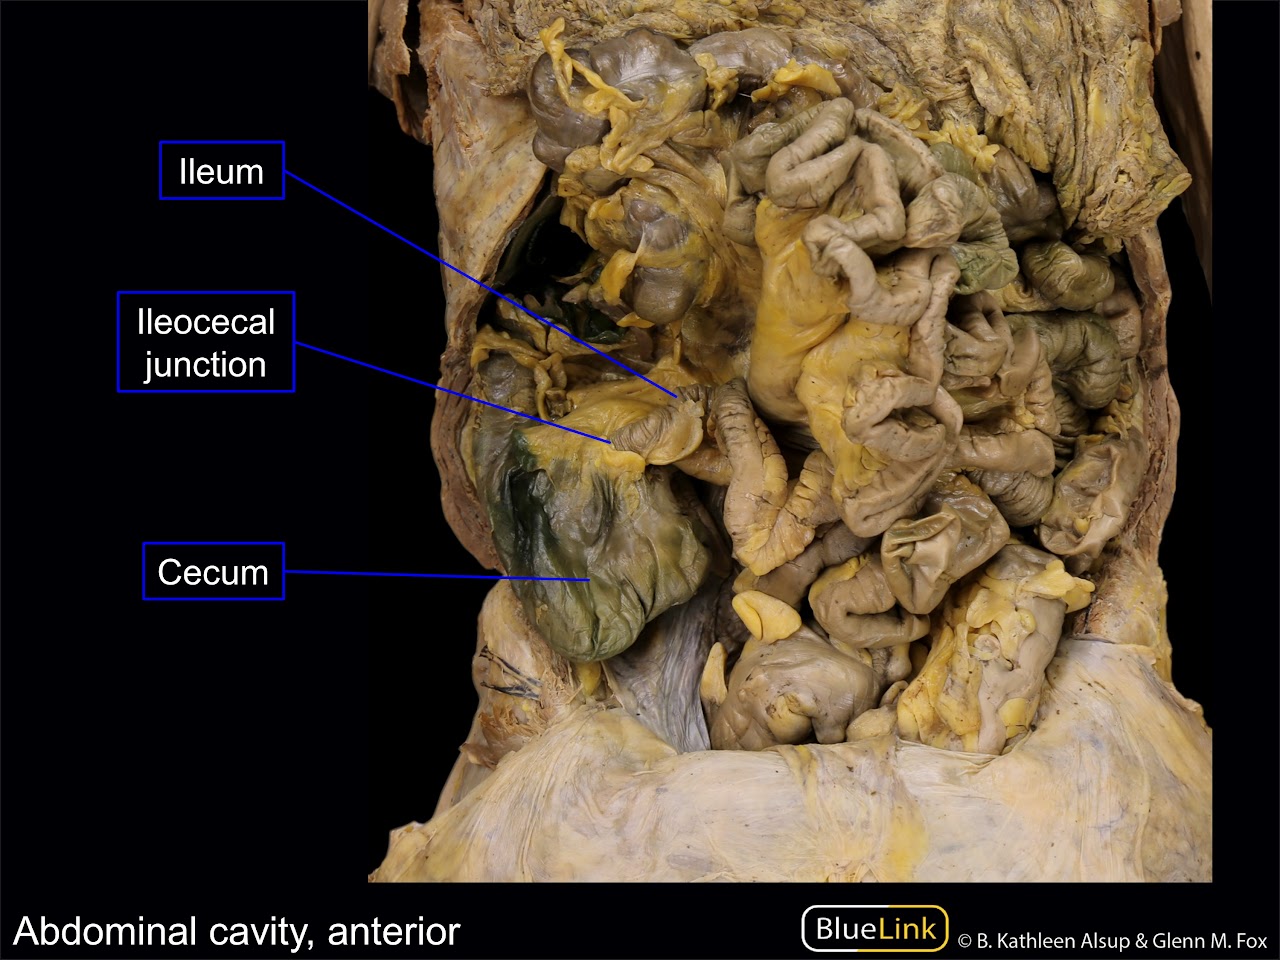 Ileum
Ileocecal
junction
Cecum
Abdominal cavity, anterior
BlueLink
© B. Kathleen Alsup & Glenn M. Fox